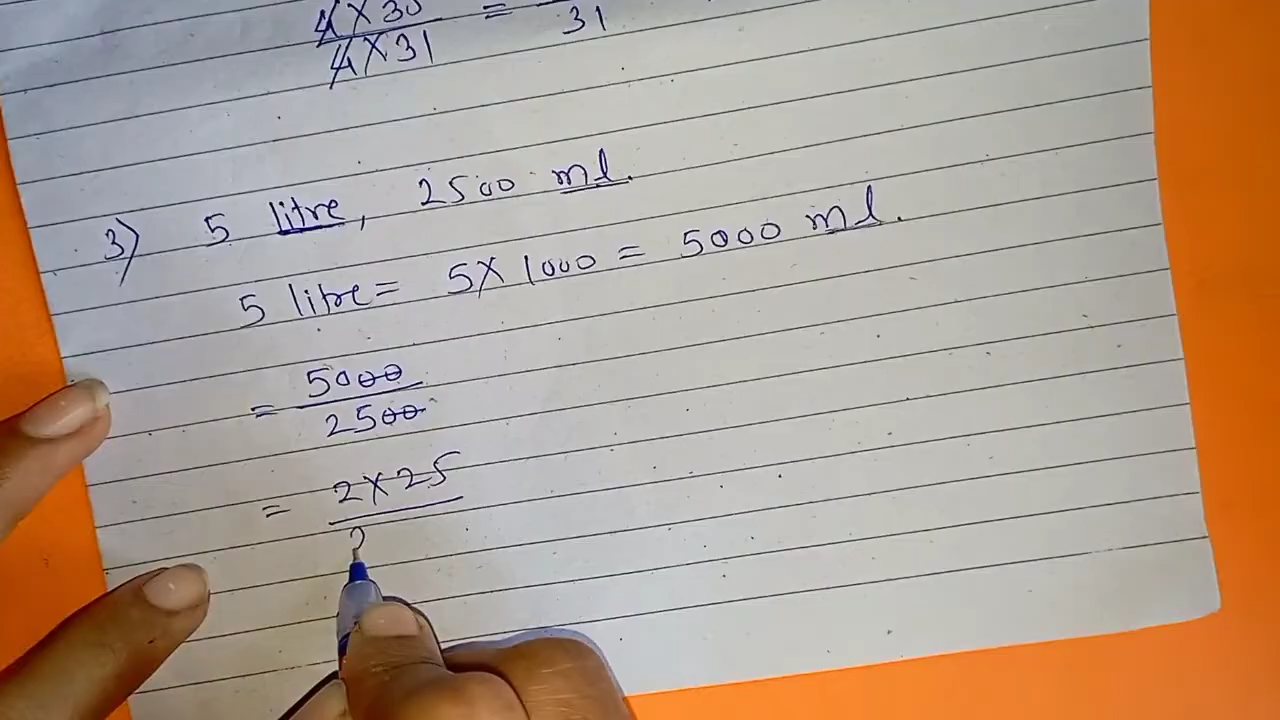 4 X 30 / 4 X 31 = / 31
3) 5 litre, 2500 ml.
5 litre = 5 X 1000 = 5000 ml.
= 5000 / 2500
= 2 X 25 /